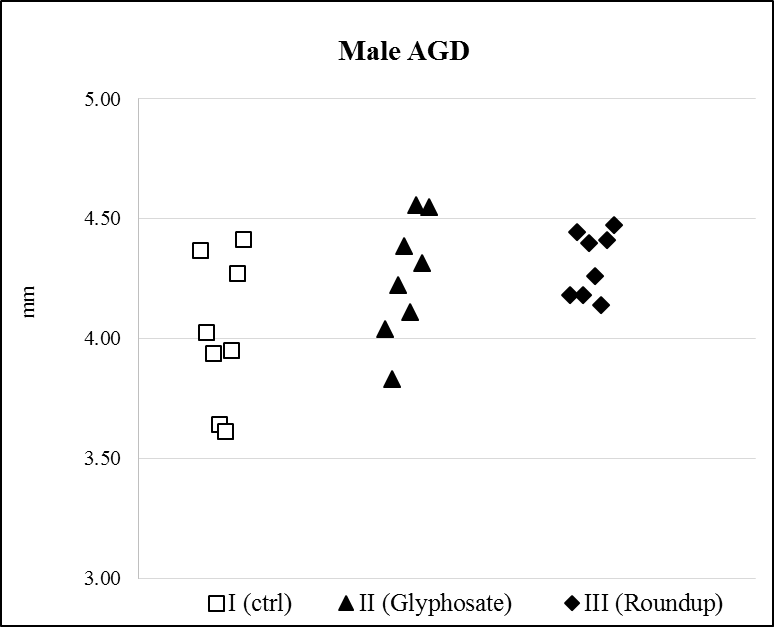 Male AGD
5.00
4.50
4.00
3.50
3.00
mm
I (ctrl) II (Glyphosate) III (Roundup)